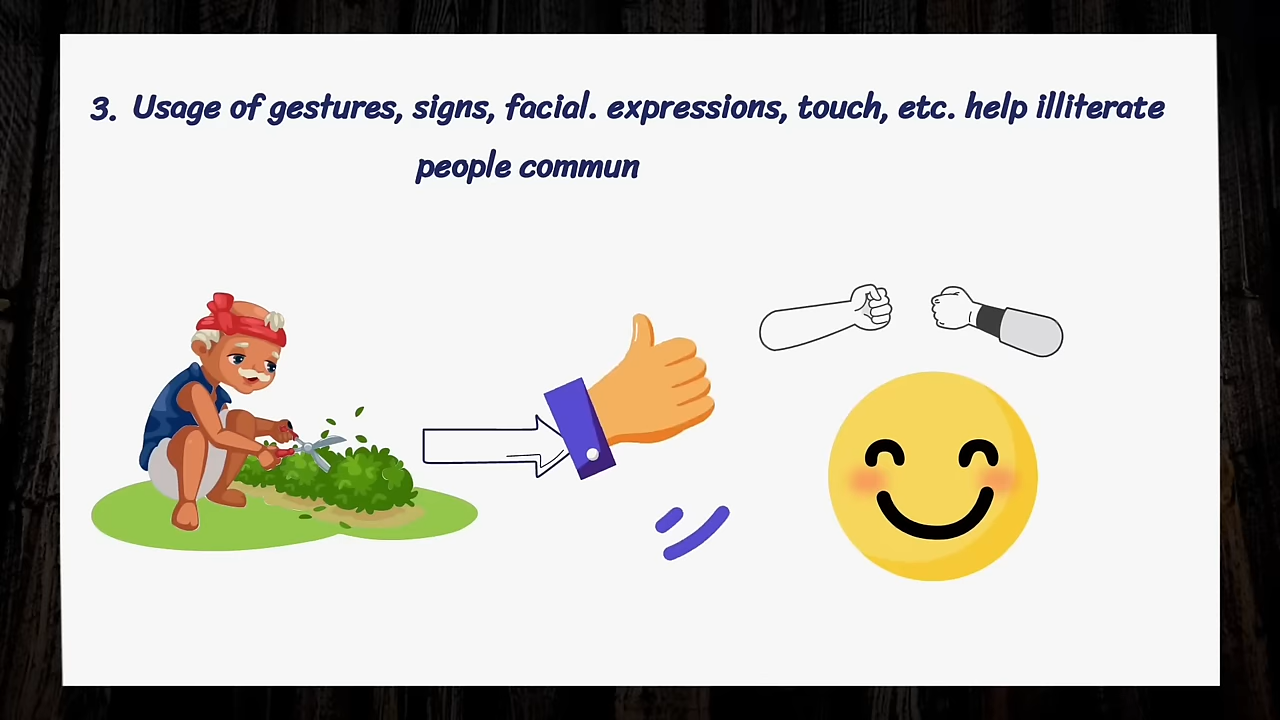 3. Usage of gestures, signs, facial. expressions, touch, etc. help illiterate
people commun